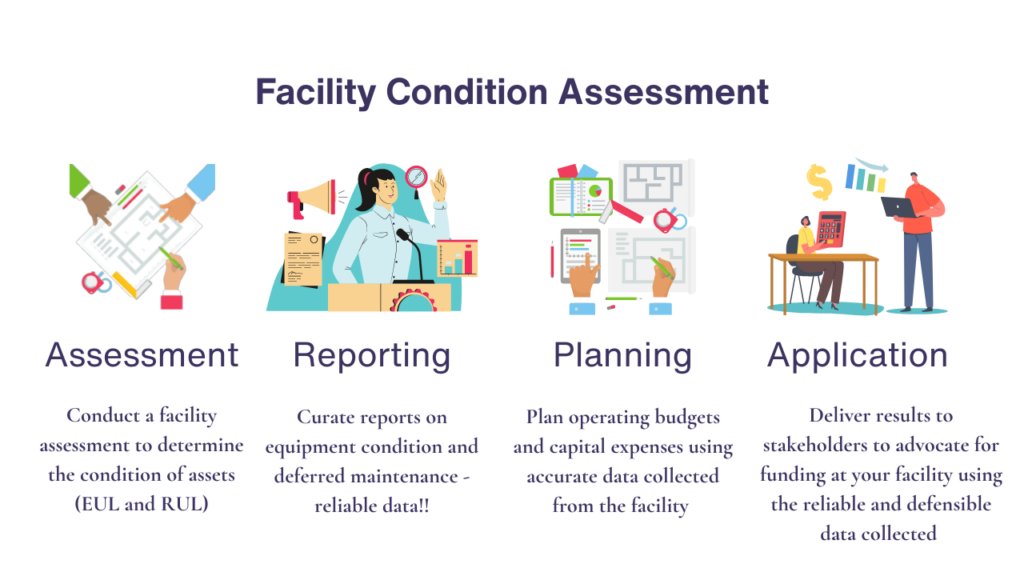 Facility Condition Assessment
Assessment
Conduct a facility
assessment to determine
the condition of assets
(EUL and RUL)
Reporting
Curate reports on
equipment condition and
deferred maintenance -
reliable data!!
Planning
Plan operating budgets
and capital expenses using
accurate data collected
from the facility
Application
Deliver results to
stakeholders to advocate for
funding at your facility using
the reliable and defensible
data collected